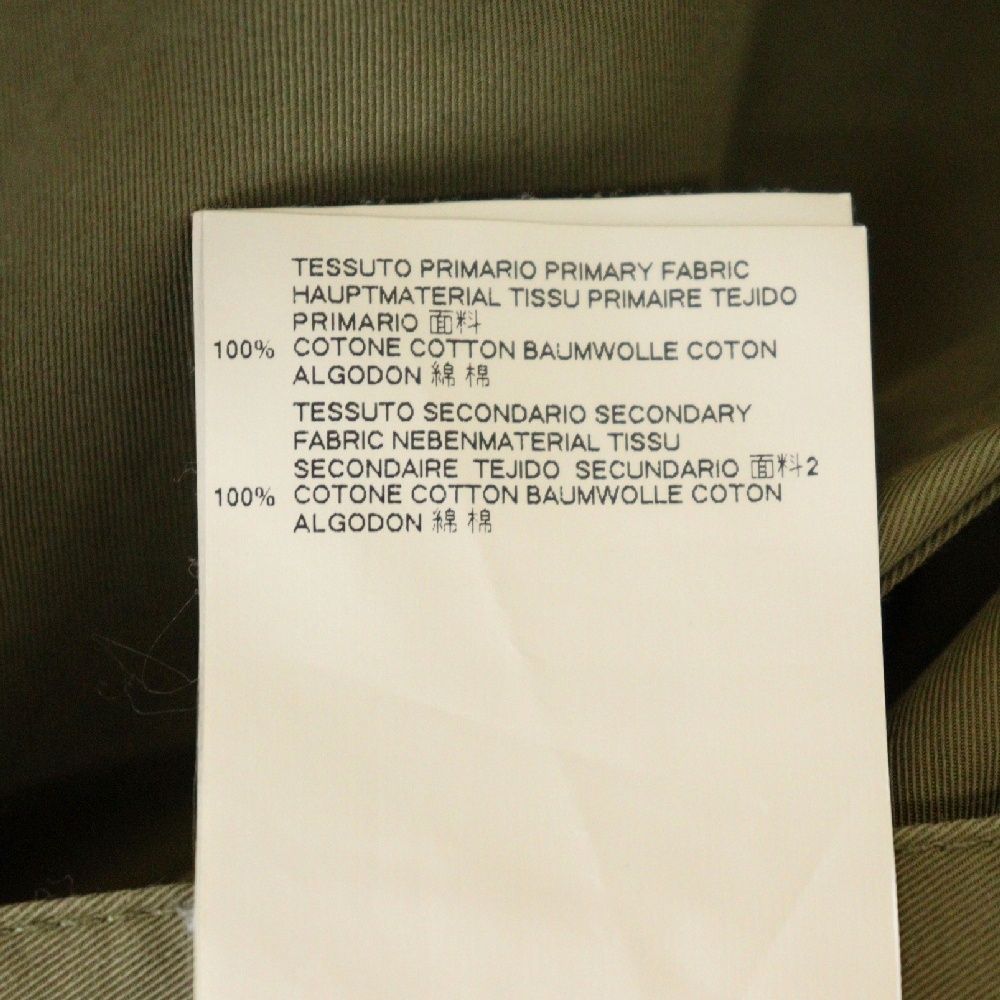 TESSUTO PRIMARIO PRIMARY FABRIC
HAUPTMATERIAL TISSU PRIMAIRE TEJIDO
PRIMARIO 面料
100% COTONE COTTON BAUMWOLLE COTON
ALGODON 綿 棉
TESSUTO SECONDARIO SECONDARY
FABRIC NEBENMATERIAL TISSU
SECONDAIRE TEJIDO SECUNDARIO 面料2
100% COTONE COTTON BAUMWOLLE COTON
ALGODON 綿 棉